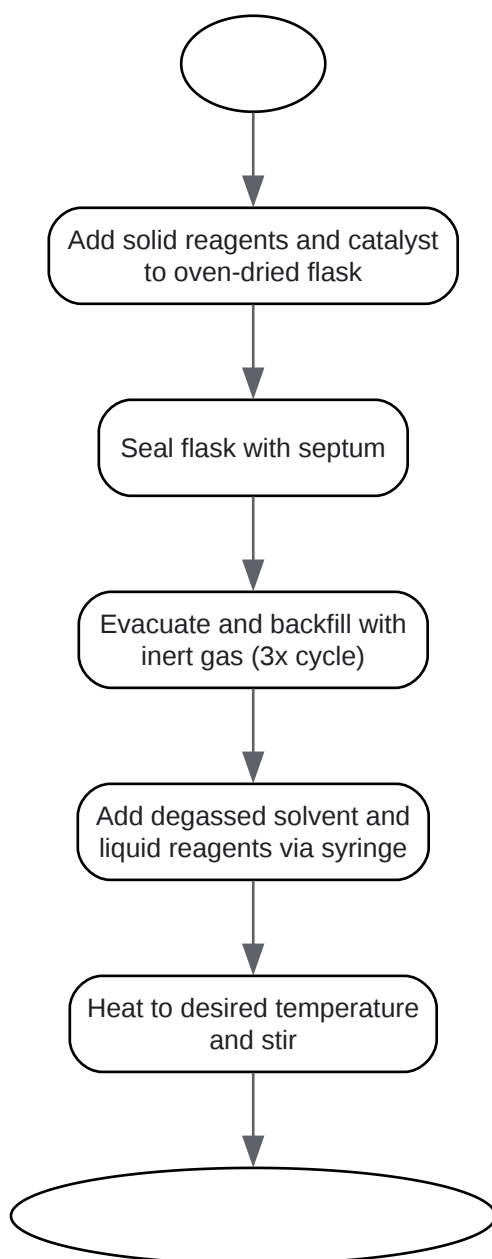 Add solid reagents and catalyst
to oven-dried flask
Seal flask with septum
Evacuate and backfill with
inert gas (3x cycle)
Add degassed solvent and
liquid reagents via syringe
Heat to desired temperature
and stir